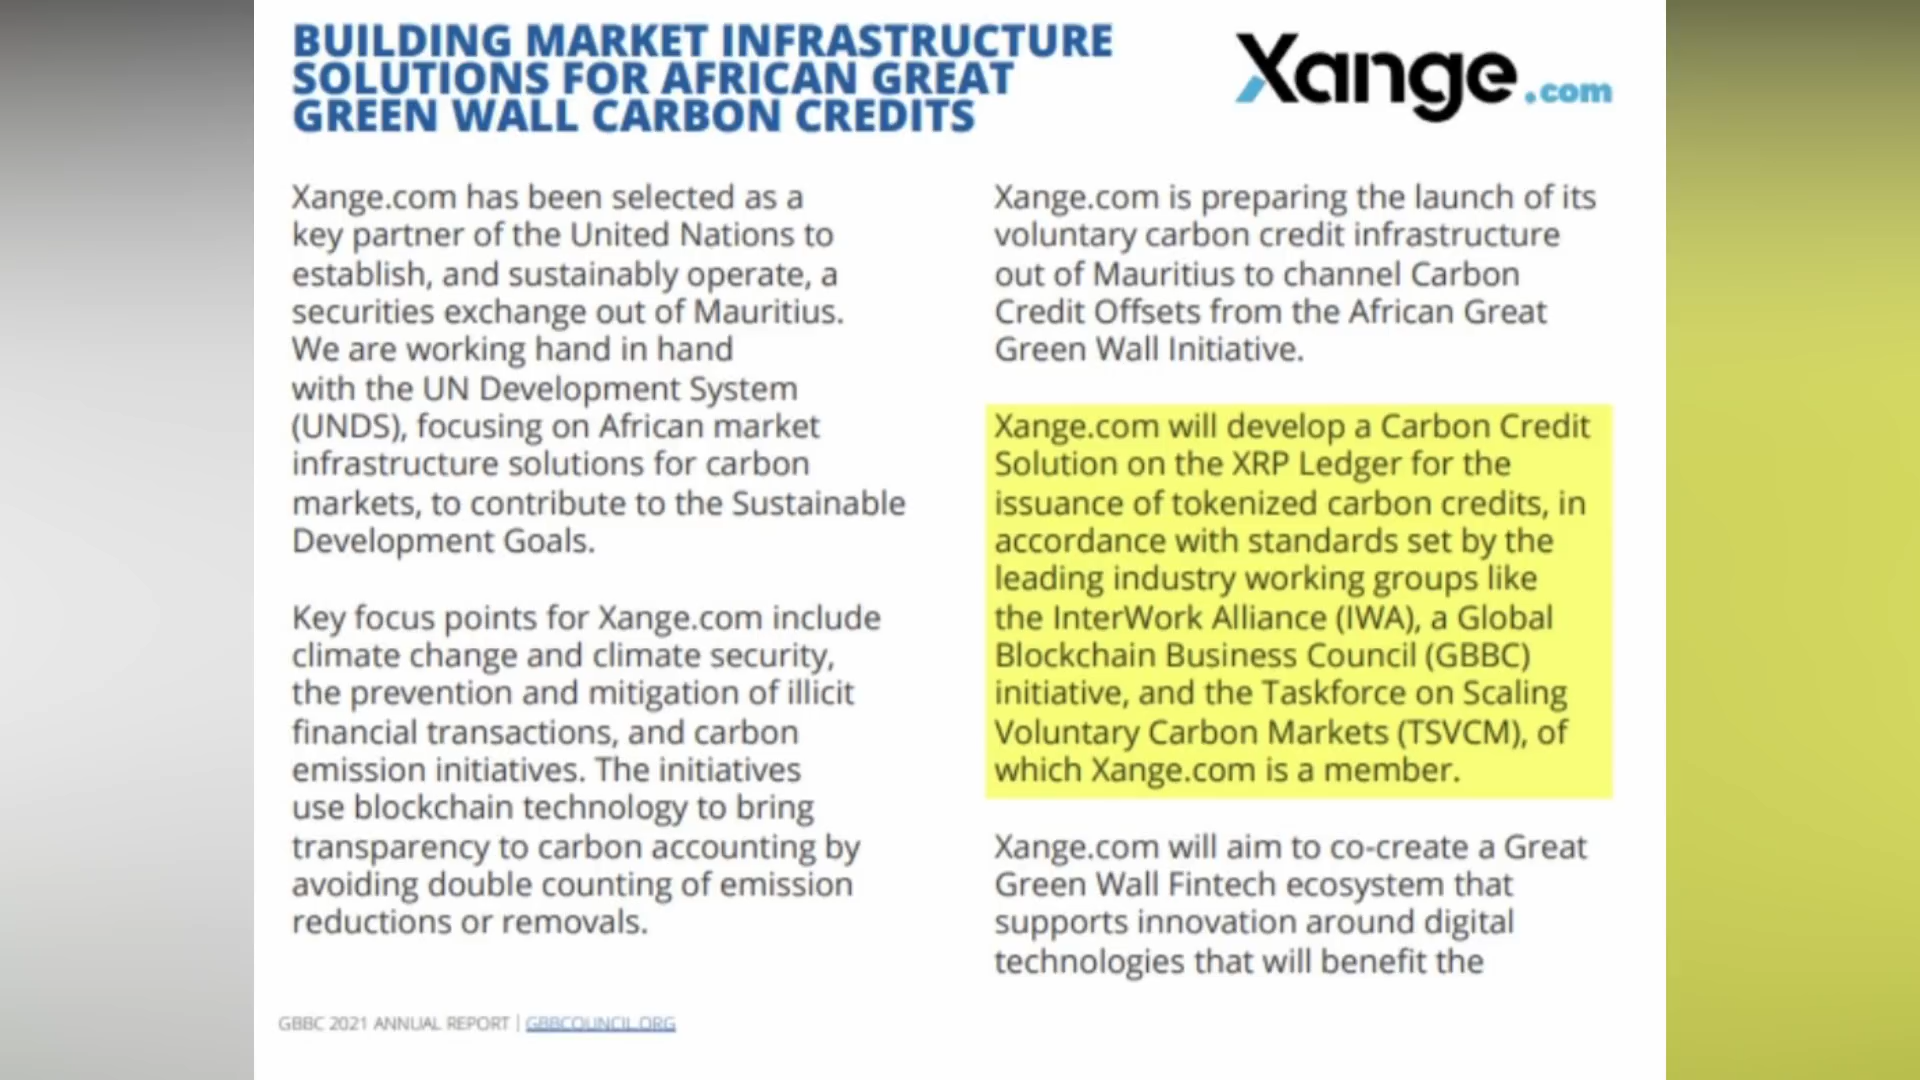 BUILDING MARKET INFRASTRUCTURE
SOLUTIONS FOR AFRICAN GREAT
GREEN WALL CARBON CREDITS
Xange.com
Xange.com has been selected as a
key partner of the United Nations to
establish, and sustainably operate, a
securities exchange out of Mauritius.
We are working hand in hand
with the UN Development System
(UNDS), focusing on African market
infrastructure solutions for carbon
markets, to contribute to the Sustainable
Development Goals.
Key focus points for Xange.com include
climate change and climate security,
the prevention and mitigation of illicit
financial transactions, and carbon
emission initiatives. The initiatives
use blockchain technology to bring
transparency to carbon accounting by
avoiding double counting of emission
reductions or removals.
Xange.com is preparing the launch of its
voluntary carbon credit infrastructure
out of Mauritius to channel Carbon
Credit Offsets from the African Great
Green Wall Initiative.
Xange.com will develop a Carbon Credit
Solution on the XRP Ledger for the
issuance of tokenized carbon credits, in
accordance with standards set by the
leading industry working groups like
the InterWork Alliance (IWA), a Global
Blockchain Business Council (GBBC)
initiative, and the Taskforce on Scaling
Voluntary Carbon Markets (TSVCM), of
which Xange.com is a member.
Xange.com will aim to co-create a Great
Green Wall Fintech ecosystem that
supports innovation around digital
technologies that will benefit the
GBBC 2021 ANNUAL REPORT | GBBCOUNCIL.ORG